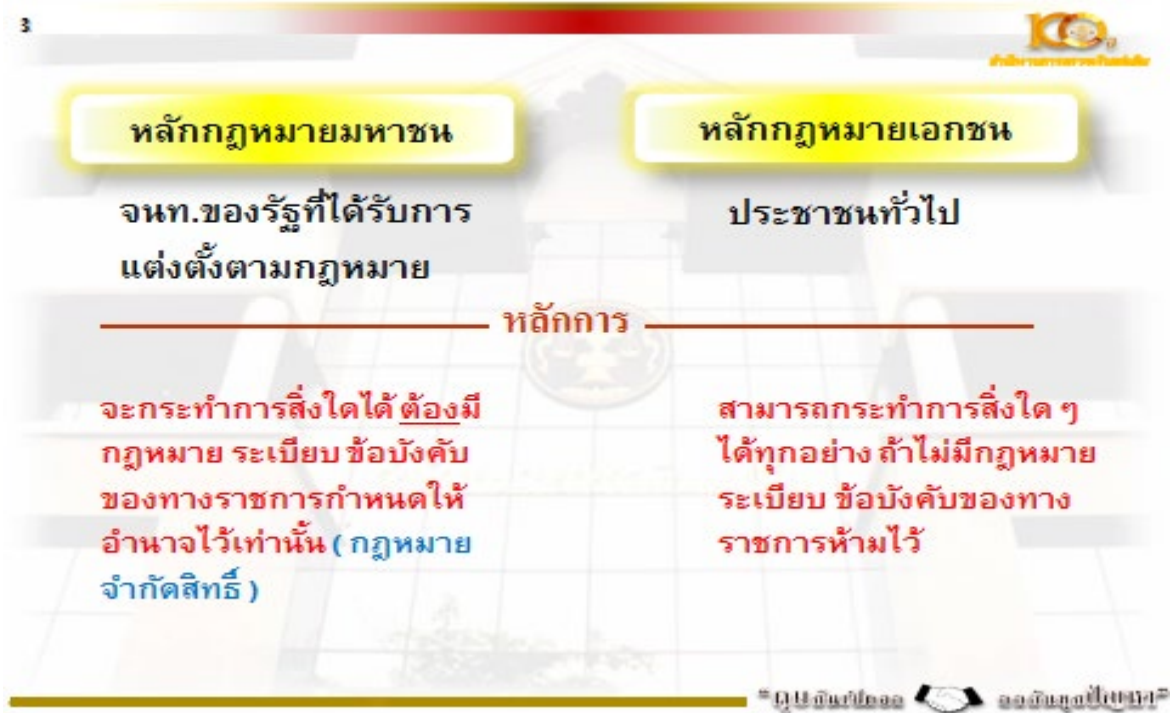 3
100 ปี
หลักกฎหมายมหาชน
หลักกฎหมายเอกชน
จนท.ของรัฐที่ได้รับการ
แต่งตั้งตามกฎหมาย
ประชาชนทั่วไป
หลักการ
จะกระทำการสิ่งใดได้ ต้องมี
กฎหมาย ระเบียบ ข้อบังคับ
ของทางราชการกำหนดให้
อำนาจไว้เท่านั้น ( กฎหมาย
จำกัดสิทธิ์ )
สามารถกระทำการสิ่งใด ๆ
ได้ทุกอย่าง ถ้าไม่มีกฎหมาย
ระเบียบ ข้อบังคับของทาง
ราชการห้ามไว้